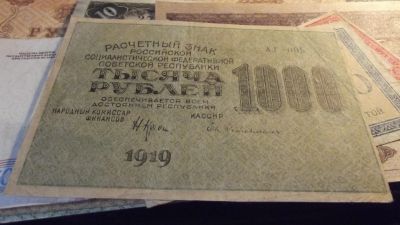 РАСЧЕТНЫЙ ЗНАК
РОССИЙСКОЙ
СОЦИАЛИСТИЧЕСКОЙ ФЕДЕРАТИВНОЙ
СОВЕТСКОЙ РЕСПУБЛИКИ
ТЫСЯЧА
РУБЛЕЙ
1000
ОБЕСПЕЧИВАЕТСЯ ВСЕМ
ДОСТОЯНИЕМ РЕСПУБЛИКИ
НАРОДНЫЙ КОМИССАР
ФИНАНСОВ
КАССИР
1919
10